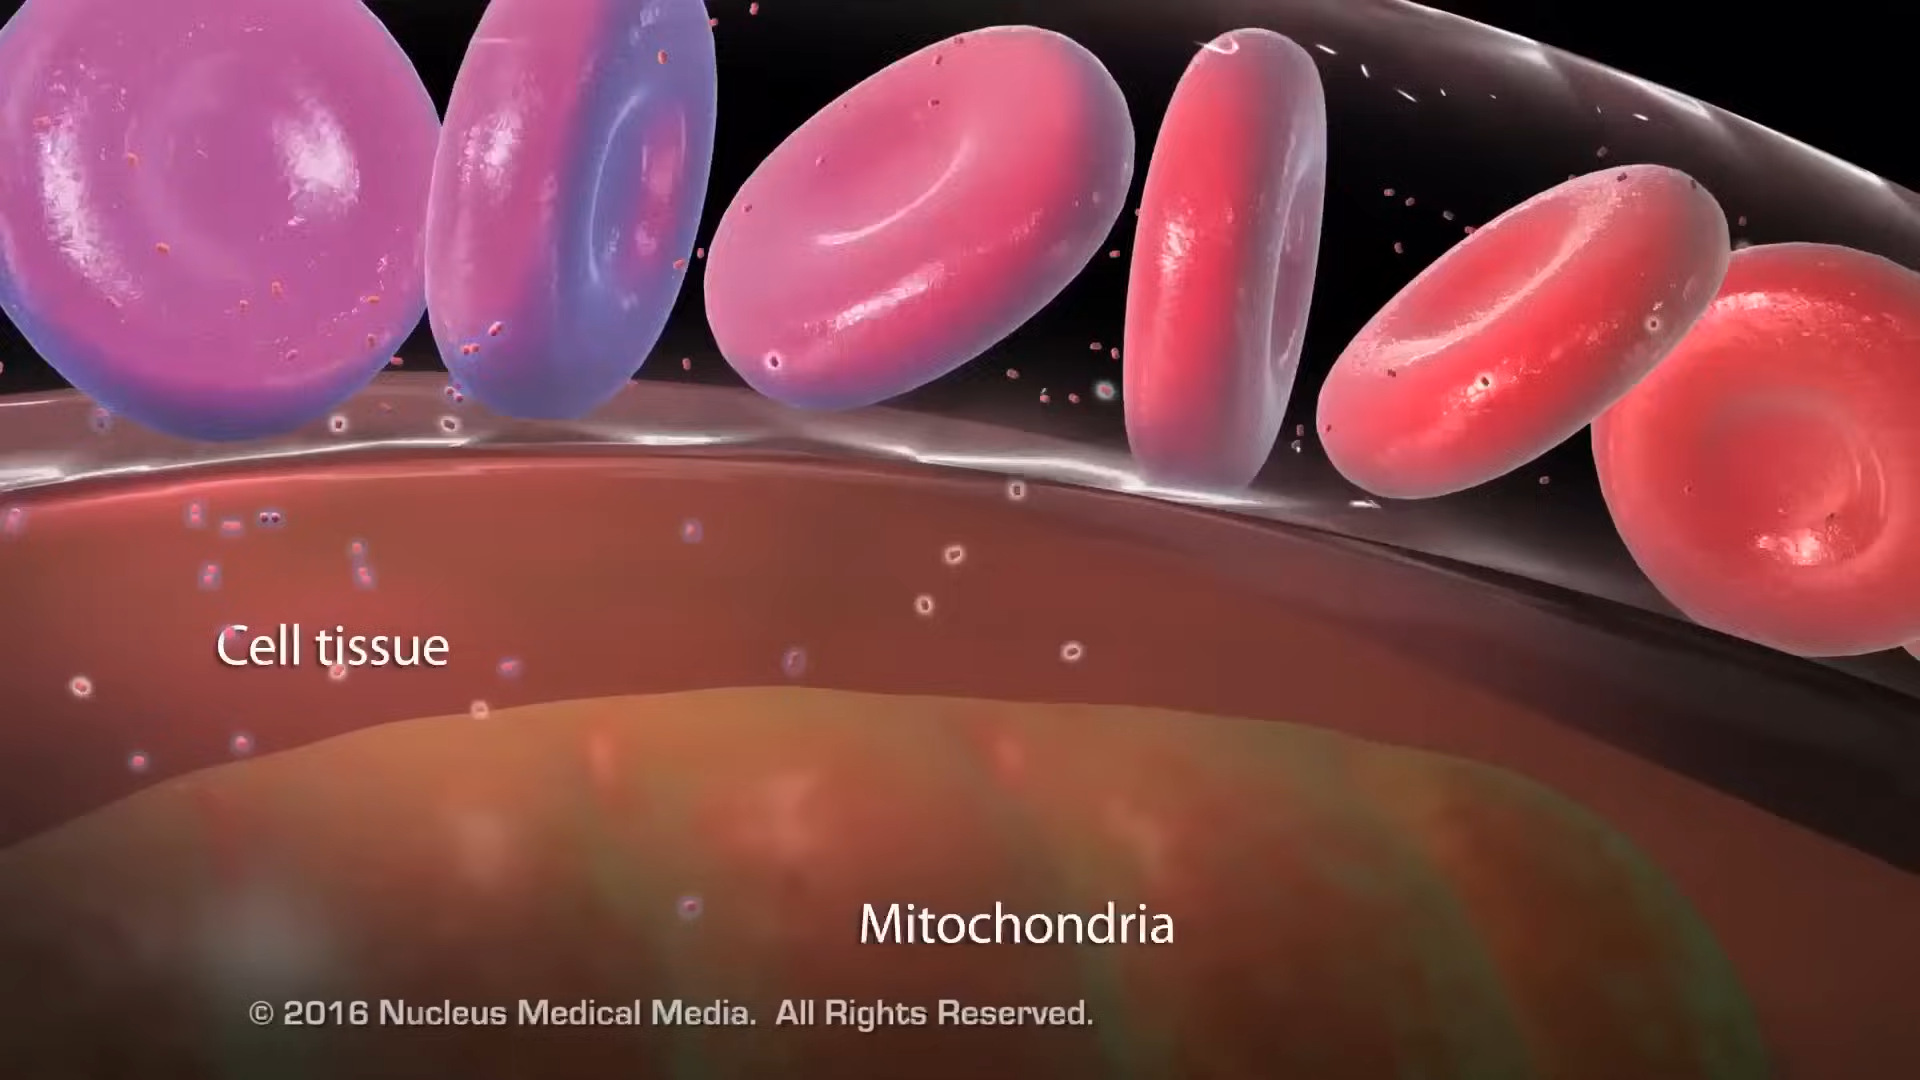 Cell tissue
Mitochondria
© 2016 Nucleus Medical Media. All Rights Reserved.